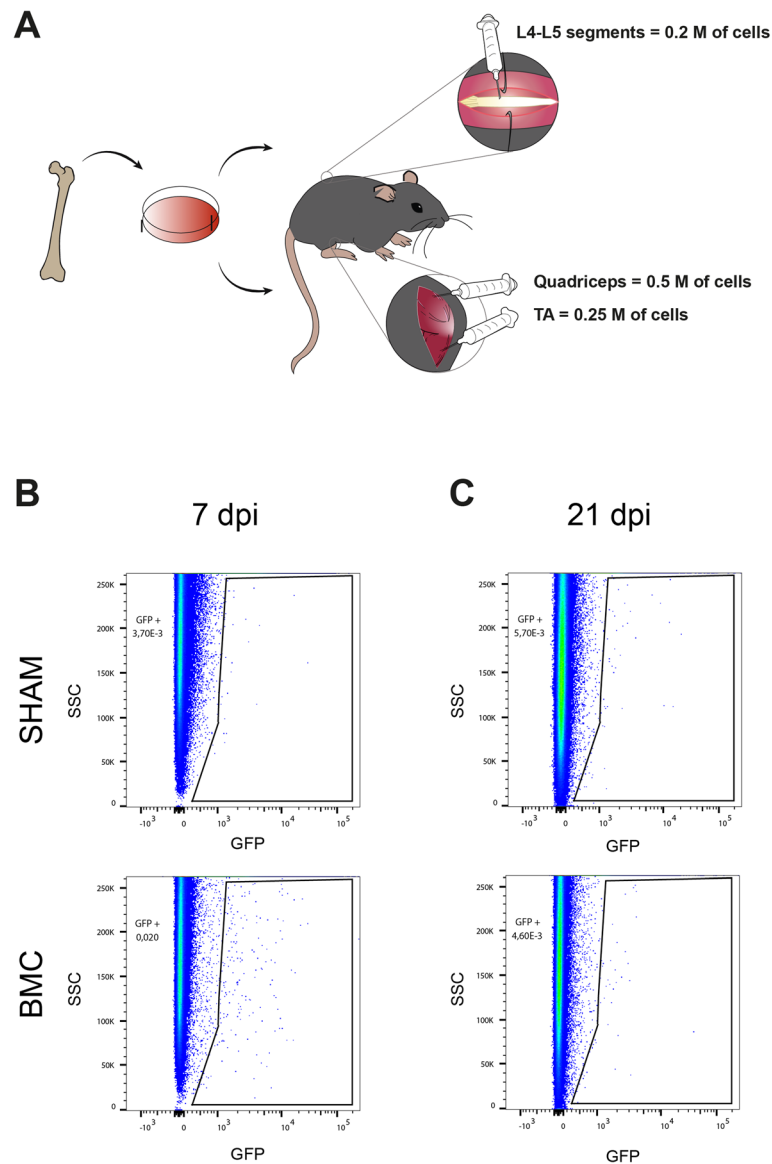 A
L4-L5 segments = 0.2 M of cells
Quadriceps = 0.5 M of cells
TA = 0.25 M of cells
B
7 dpi
C
21 dpi
SHAM
SSC
250K
200K
150K
100K
50K
0
GFP +
3,70E-3
-10³
0
10³
10⁴
10⁵
GFP
SSC
250K
200K
150K
100K
50K
0
GFP +
5,70E-3
-10³
0
10³
10⁴
10⁵
GFP
BMC
SSC
250K
200K
150K
100K
50K
0
GFP +
0,020
-10³
0
10³
10⁴
10⁵
GFP
SSC
250K
200K
150K
100K
50K
0
GFP +
4,60E-3
-10³
0
10³
10⁴
10⁵
GFP